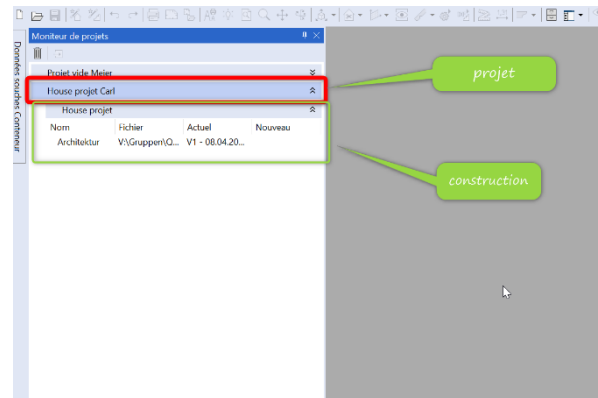 Moniteur de projets
Données souches Conteneur
Projet vide Meier
House projet Carl
House projet
Nom Fichier Actuel Nouveau
Architektur V:\Gruppen\Q... V1 - 08.04.20...
projet
construction